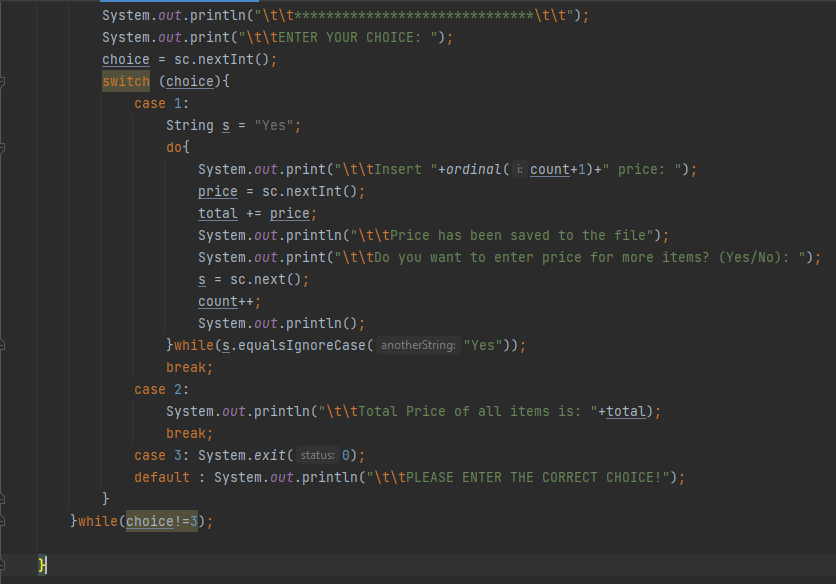 System.out.println("\t\t******************************\t\t");
System.out.print("\t\tENTER YOUR CHOICE: ");
choice = sc.nextInt();
switch (choice){
case 1:
String s = "Yes";
do{
System.out.print("\t\tInsert "+ordinal( i: count+1)+" price: ");
price = sc.nextInt();
total += price;
System.out.println("\t\tPrice has been saved to the file");
System.out.print("\t\tDo you want to enter price for more items? (Yes/No): ");
s = sc.next();
count++;
System.out.println();
}while(s.equalsIgnoreCase( anotherString: "Yes"));
break;
case 2:
System.out.println("\t\tTotal Price of all items is: "+total);
break;
case 3: System.exit( status: 0);
default : System.out.println("\t\tPLEASE ENTER THE CORRECT CHOICE!");
}
}while(choice!=3);
}